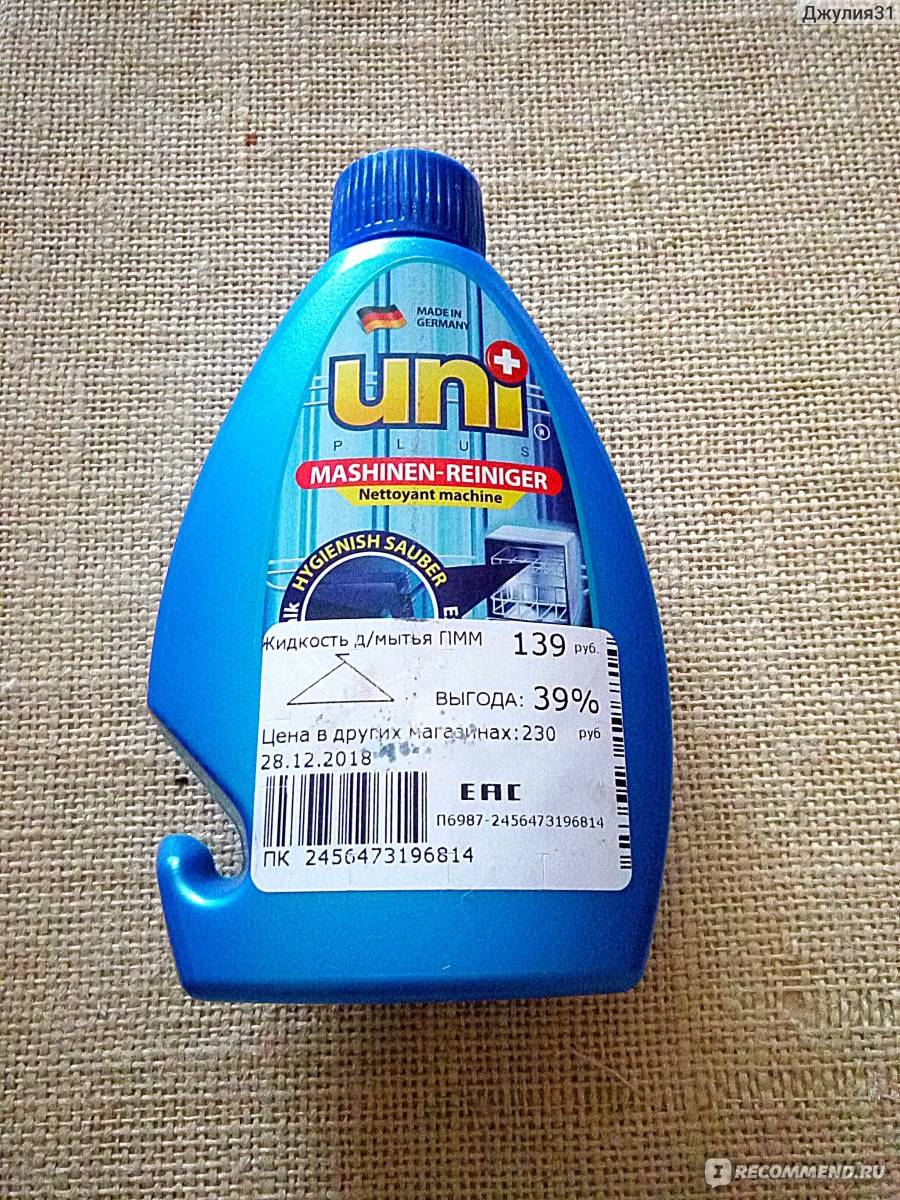 Джулия31
MADE IN
GERMANY
uni
PLUS
MASHINEN-REINIGER
Nettoyant machine
HYGIENISH SAUBER
Жидкость д/мытья ПММ 139 руб.
ВЫГОДА: 39%
Цена в других магазинах:230 руб
28.12.2018
EAC
П6987-2456473196814
ПК 2456473196814
IRECOMMEND.RU